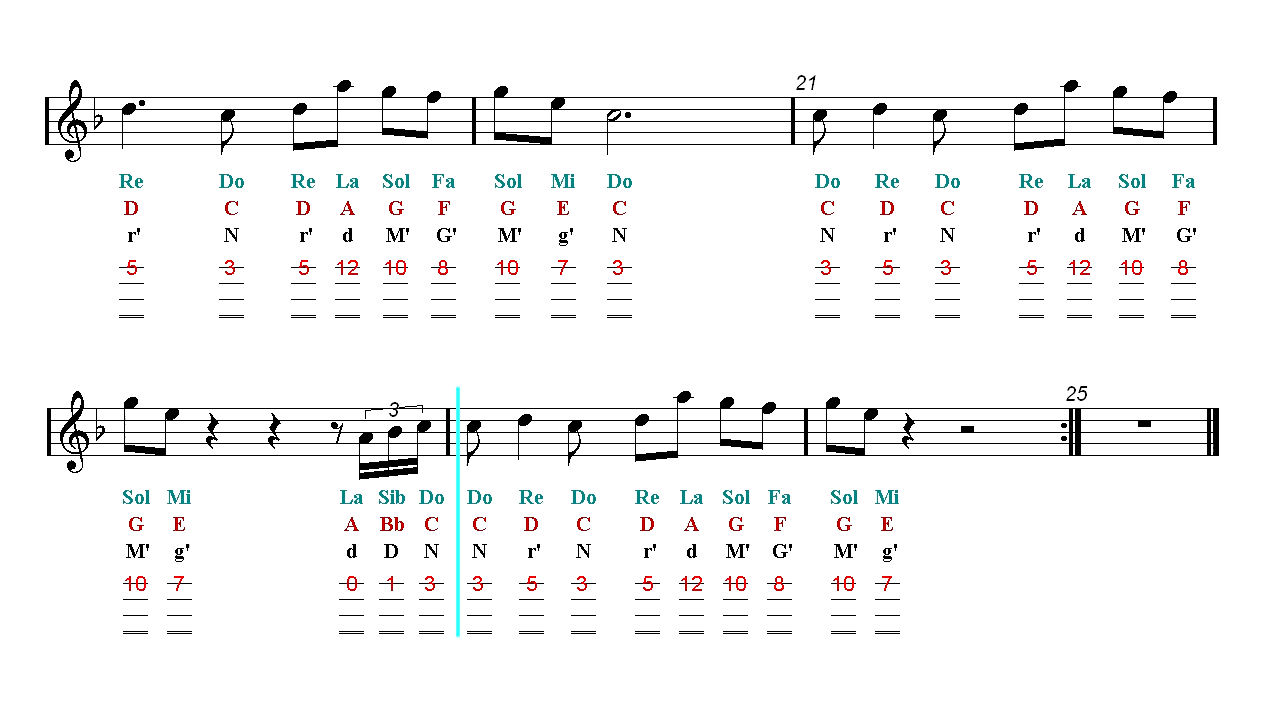 21
Re Do Re La Sol Fa Sol Mi Do Do Re Do Re La Sol Fa
D C D A G F G E C C D C D A G F
r' N r' d M' G' M' g' N N r' N r' d M' G'
5 3 5 12 10 8 10 7 3 3 5 3 5 12 10 8
25
3
Sol Mi La Sib Do Do Re Do Re La Sol Fa Sol Mi
G E A Bb C C D C D A G F G E
M' g' d D N N r' N r' d M' G' M' g'
10 7 0 1 3 3 5 3 5 12 10 8 10 7